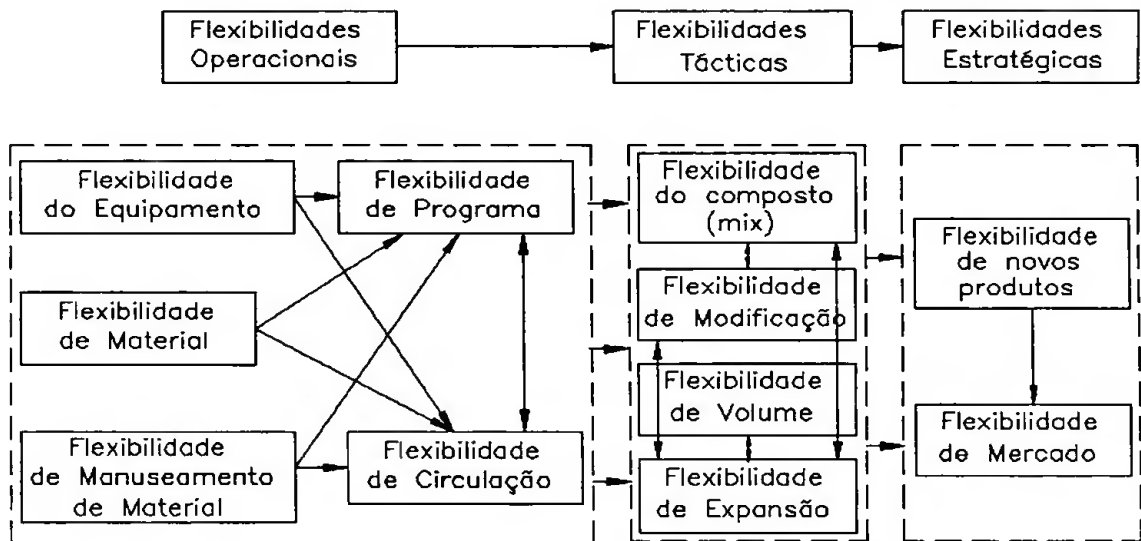 Flexibilidades
Operacionais
Flexibilidades
Tácticas
Flexibilidades
Estratégicas
Flexibilidade
do Equipamento
Flexibilidade
de Programa
Flexibilidade
de Material
Flexibilidade
de Manuseamento
de Material
Flexibilidade
de Circulação
Flexibilidade
do composto
(mix)
Flexibilidade
de Modificação
Flexibilidade
de Volume
Flexibilidade
de Expansão
Flexibilidade
de novos
produtos
Flexibilidade
de Mercado